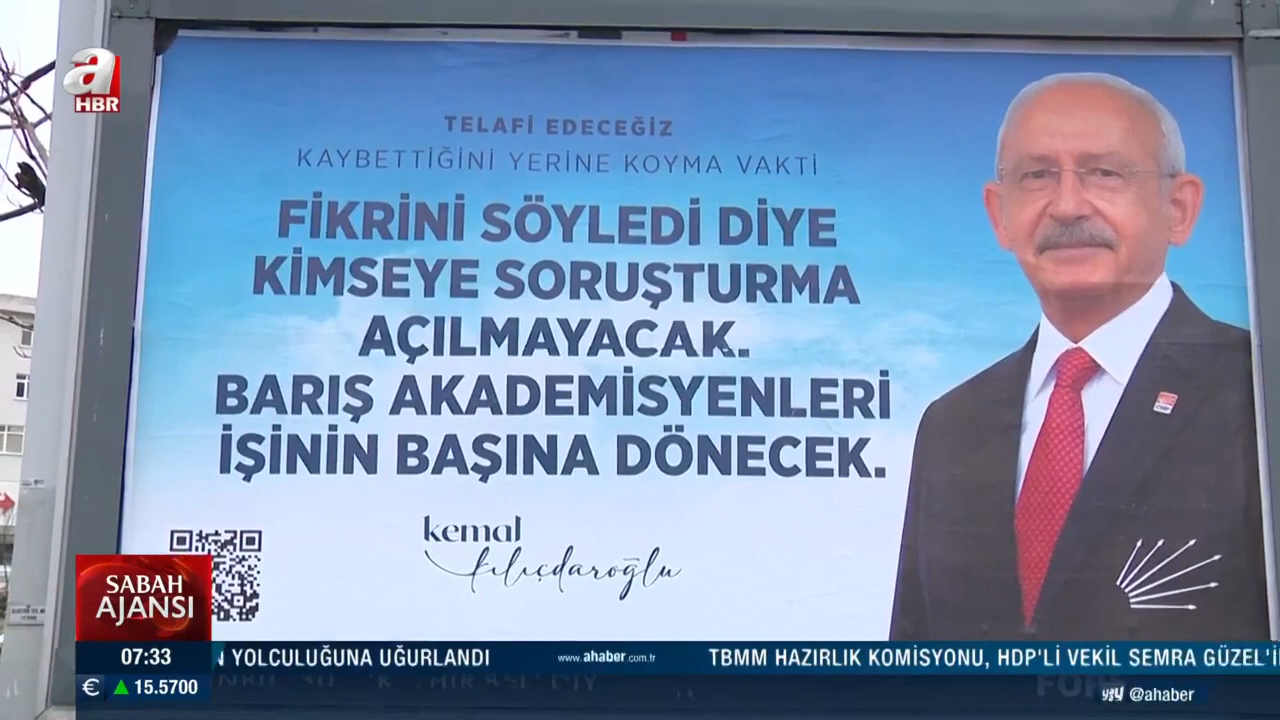 a
HBR
TELAFİ EDECEĞİZ
KAYBETTİĞİNİ YERİNE KOYMA VAKTİ
FİKRİNİ SÖYLEDİ DİYE
KİMSEYE SORUŞTURMA
AÇILMAYACAK.
BARIŞ AKADEMİSYENLERİ
İŞİNİN BAŞINA DÖNECEK.
kemal
kılıçdaroğlu
SABAH
AJANSI
07:33 YOLCULUĞUNA UĞURLANDI www.ahaber.com.tr TBMM HAZIRLIK KOMİSYONU, HDP'Lİ VEKİL SEMRA GÜZEL'İ
€ 15.5700 @ahaber